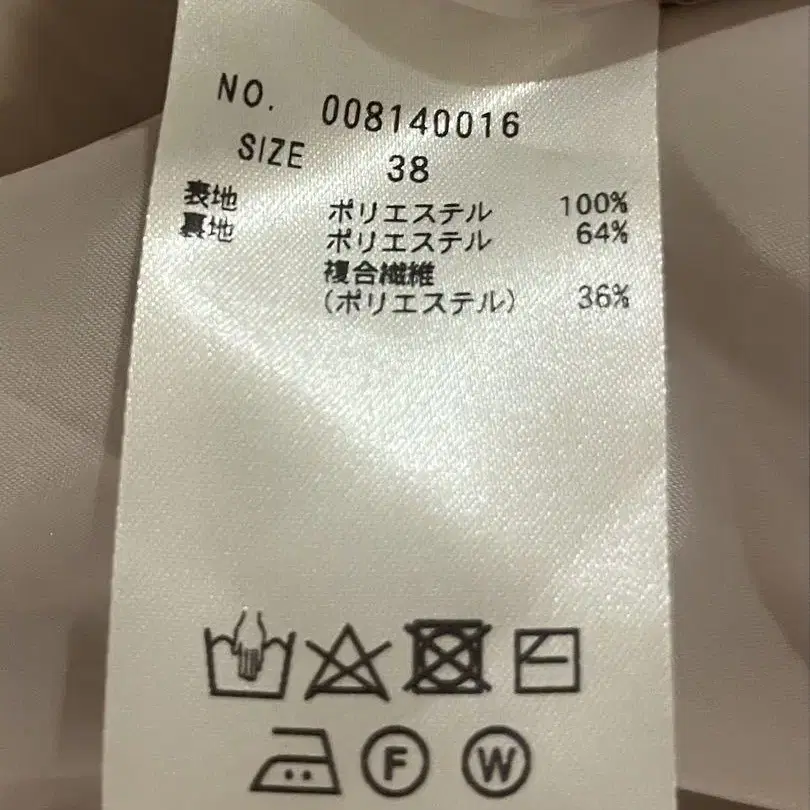 NO. 008140016
SIZE 38
表地 ポリエステル 100%
裏地 ポリエステル 64%
複合繊維
(ポリエステル) 36%
F W